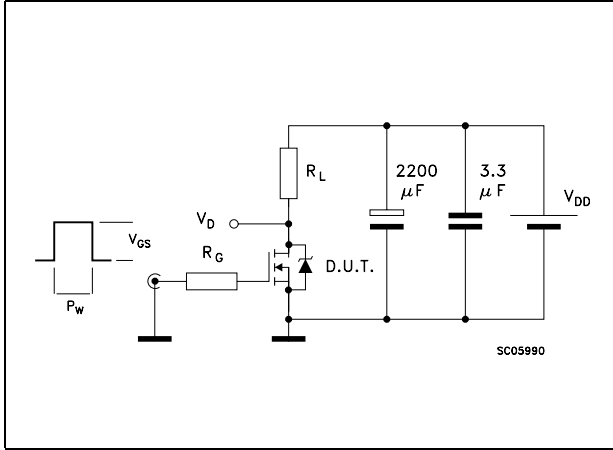 R_L
2200
μF
3.3
μF
V_DD
V_D
V_GS
R_G
D.U.T.
P_W
SC05990